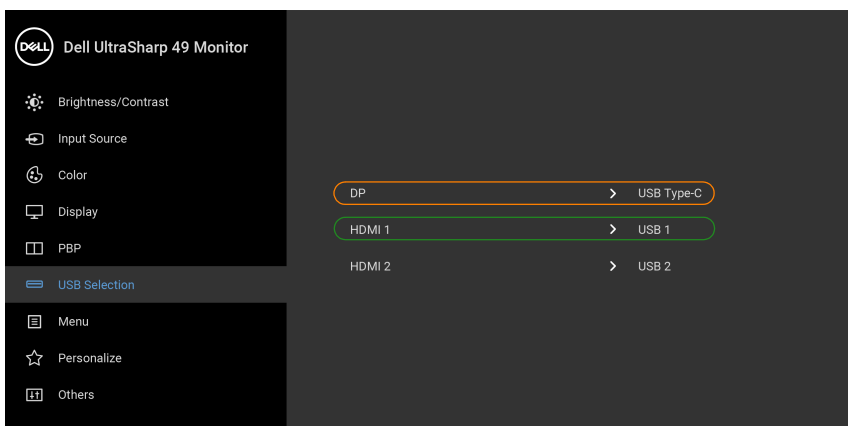 DELL Dell UltraSharp 49 Monitor
Brightness/Contrast
Input Source
Color
Display
PBP
USB Selection
Menu
Personalize
Others
DP > USB Type-C
HDMI 1 > USB 1
HDMI 2 > USB 2